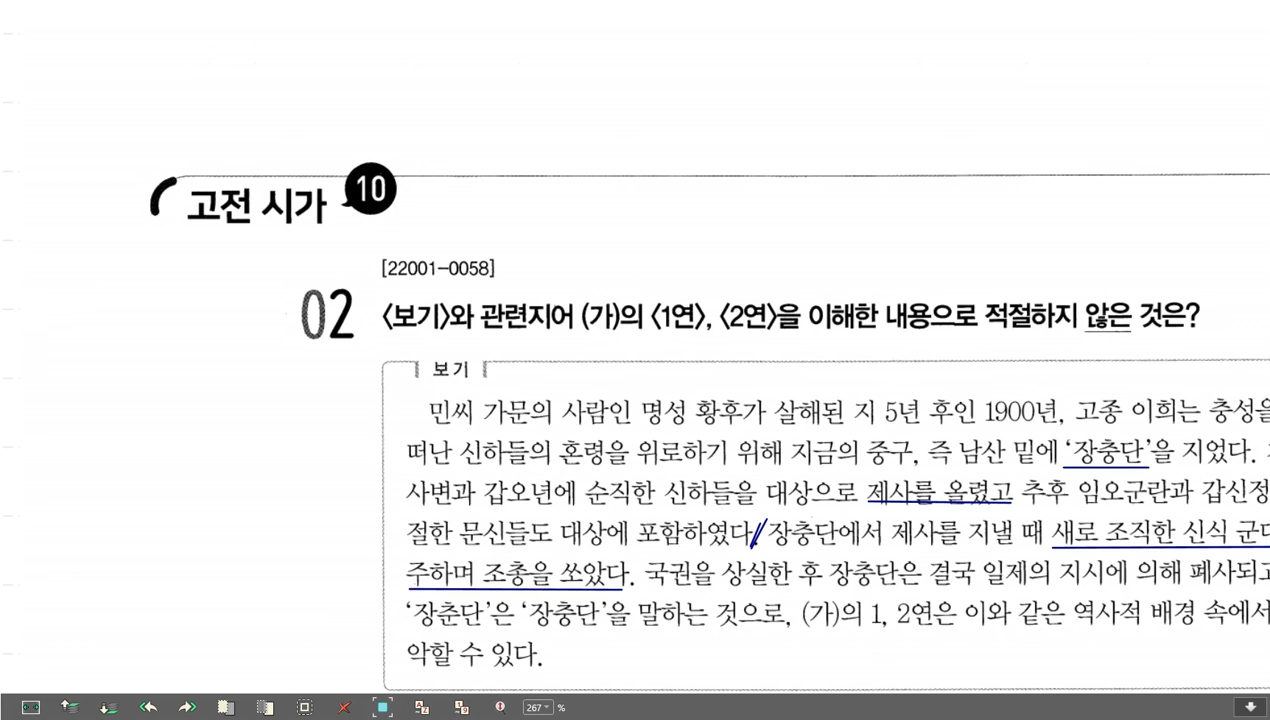 고전 시가 10
[22001-0058]
02 〈보기〉와 관련지어 (가)의 〈1연〉, 〈2연〉을 이해한 내용으로 적절하지 않은 것은?
보기
민씨 가문의 사람인 명성 황후가 살해된 지 5년 후인 1900년, 고종 이희는 충성을
떠난 신하들의 혼령을 위로하기 위해 지금의 중구, 즉 남산 밑에 ‘장충단’을 지었다.
사변과 갑오년에 순직한 신하들을 대상으로 제사를 올렸고 추후 임오군란과 갑신정
절한 문신들도 대상에 포함하였다. 장충단에서 제사를 지낼 때 새로 조직한 신식 군대
주하며 조총을 쏘았다. 국권을 상실한 후 장충단은 결국 일제의 지시에 의해 폐사되고
‘장춘단’은 ‘장충단’을 말하는 것으로, (가)의 1, 2연은 이와 같은 역사적 배경 속에서
악할 수 있다.
267 %